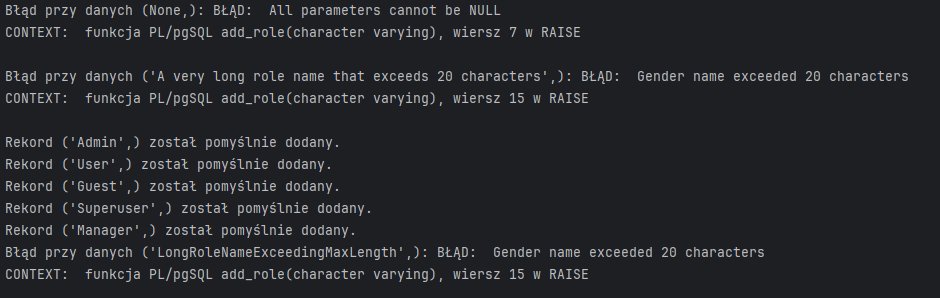 Błąd przy danych (None,): BŁĄD:  All parameters cannot be NULL
CONTEXT:  funkcja PL/pgSQL add_role(character varying), wiersz 7 w RAISE
Błąd przy danych ('A very long role name that exceeds 20 characters',): BŁĄD:  Gender name exceeded 20 characters
CONTEXT:  funkcja PL/pgSQL add_role(character varying), wiersz 15 w RAISE
Rekord ('Admin',) został pomyślnie dodany.
Rekord ('User',) został pomyślnie dodany.
Rekord ('Guest',) został pomyślnie dodany.
Rekord ('Superuser',) został pomyślnie dodany.
Rekord ('Manager',) został pomyślnie dodany.
Błąd przy danych ('LongRoleNameExceedingMaxLength',): BŁĄD:  Gender name exceeded 20 characters
CONTEXT:  funkcja PL/pgSQL add_role(character varying), wiersz 15 w RAISE